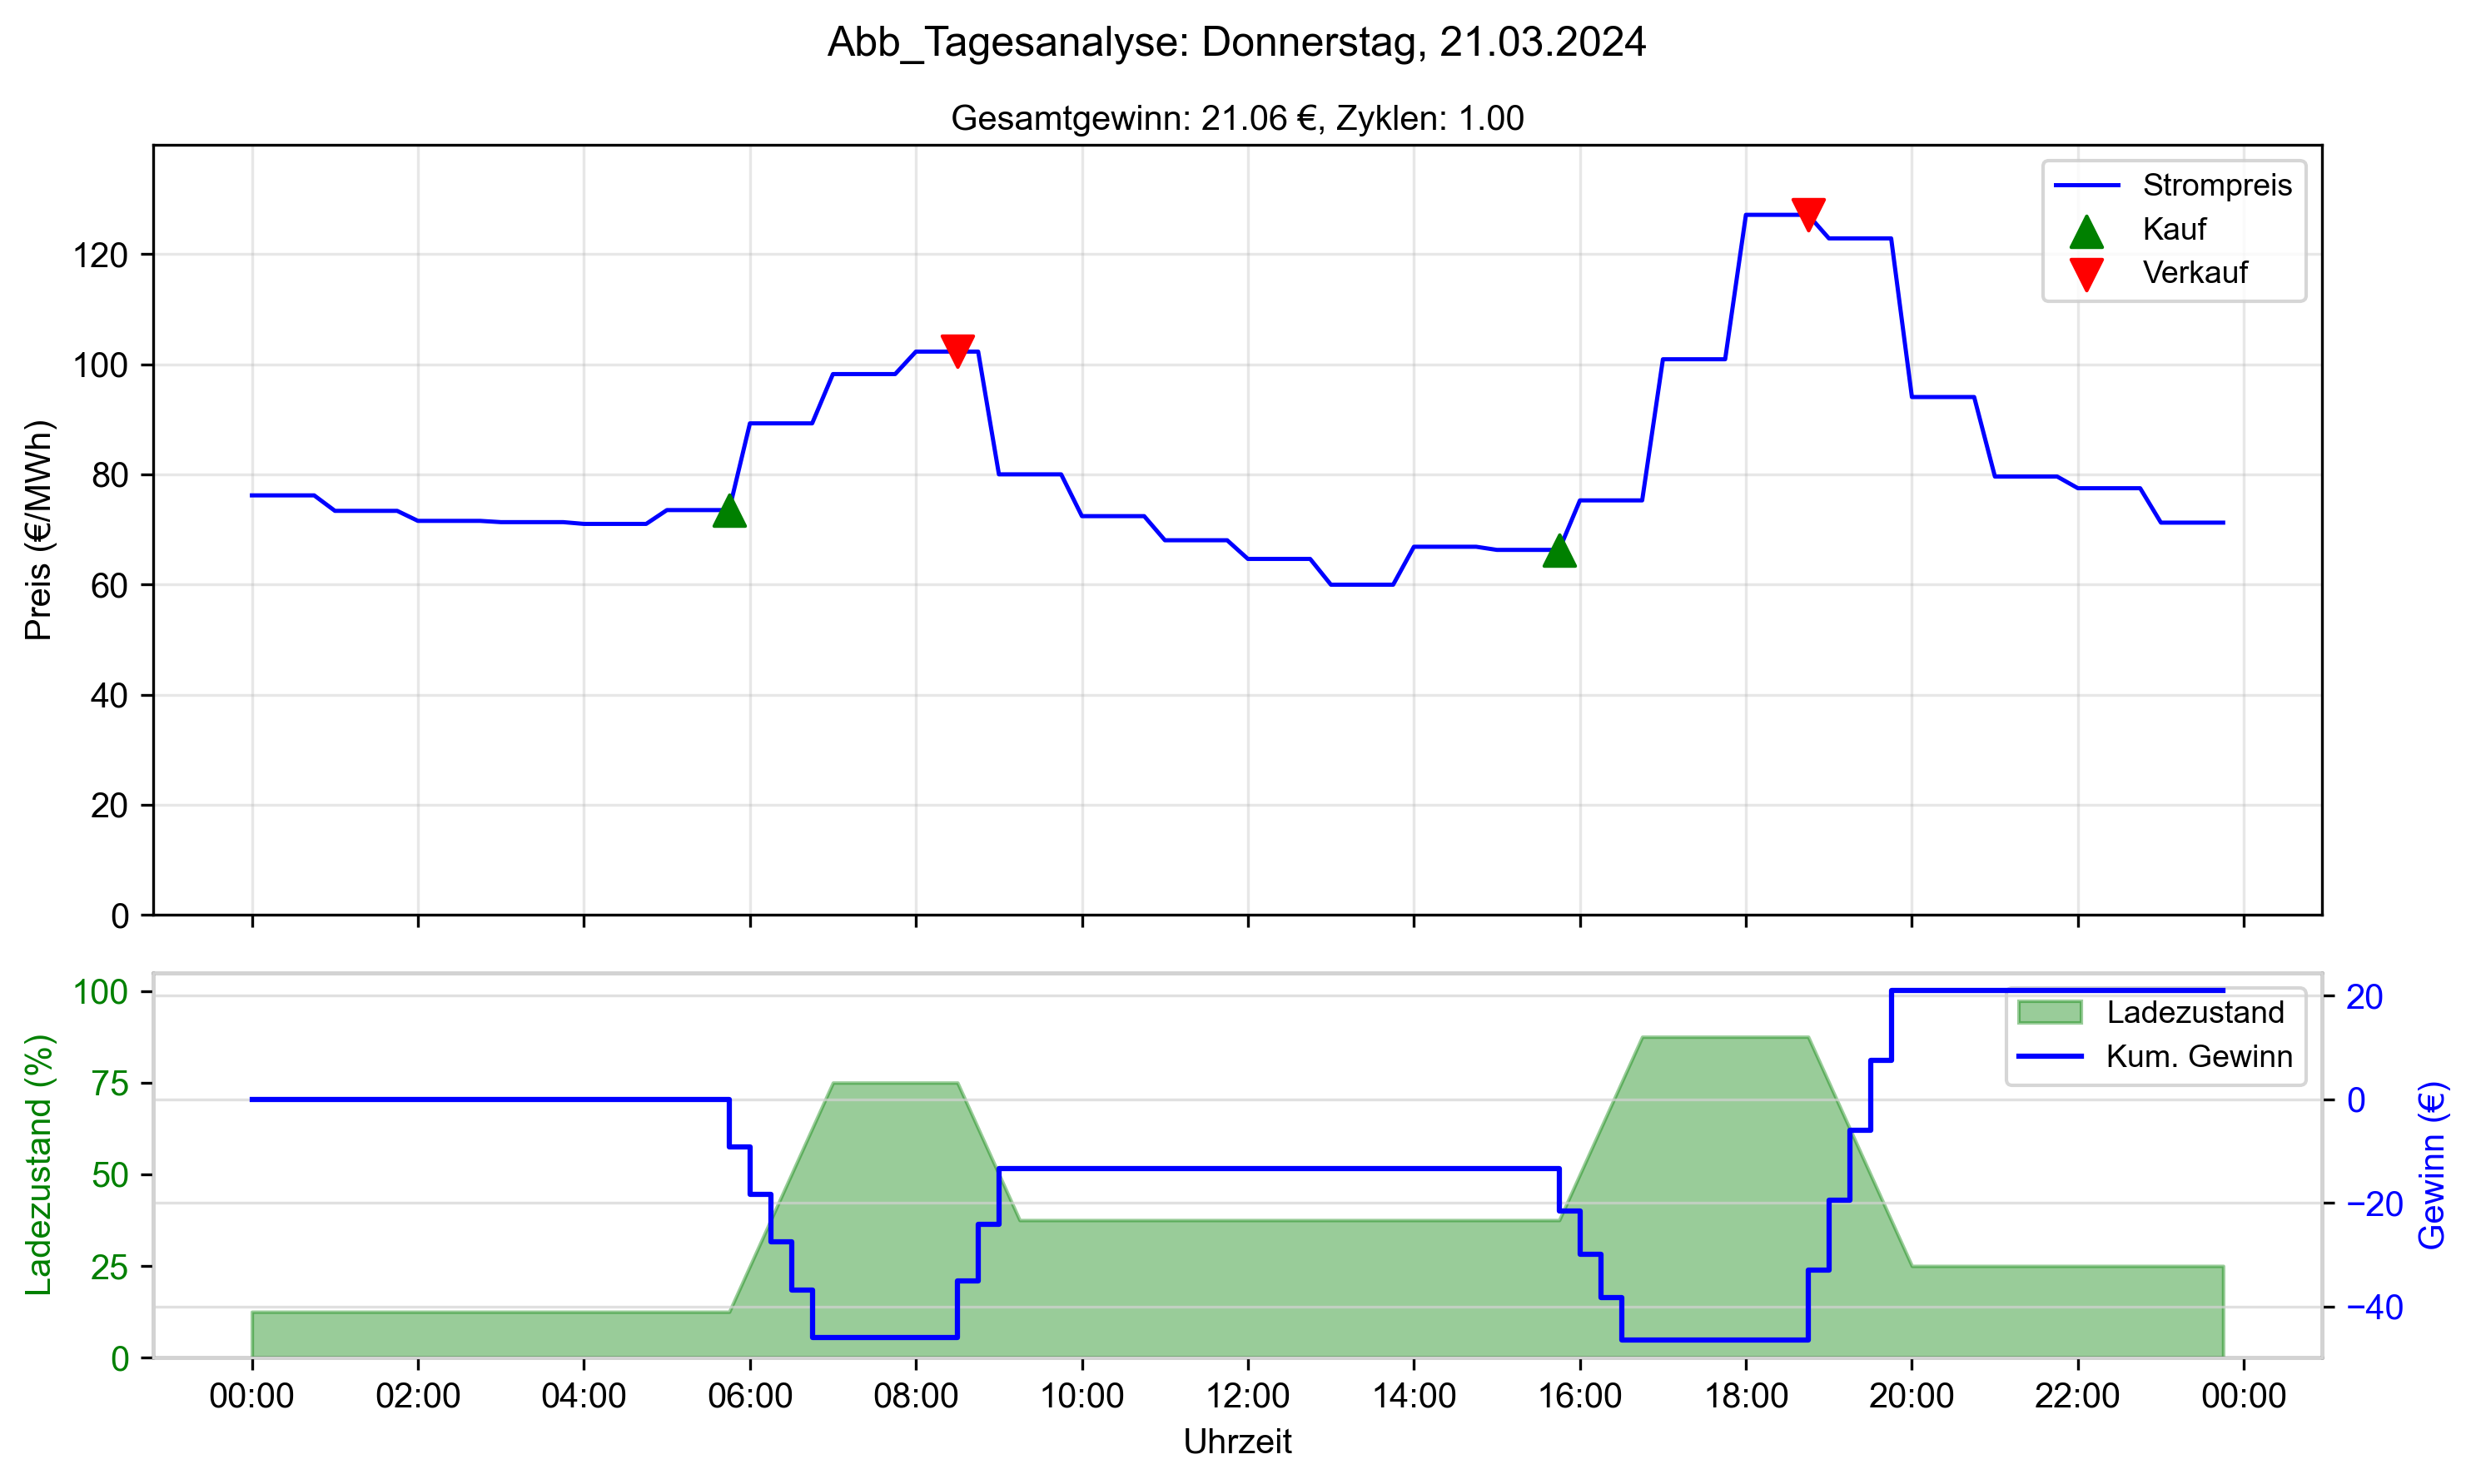 Abb_Tagesanalyse: Donnerstag, 21.03.2024
Gesamtgewinn: 21.06 €, Zyklen: 1.00
Preis (€/MWh)
120
100
80
60
40
20
0
Strompreis
Kauf
Verkauf
Ladezustand (%)
100
75
50
25
0
Ladezustand
Kum. Gewinn
20
0
−20
−40
Gewinn (€)
00:00 02:00 04:00 06:00 08:00 10:00 12:00 14:00 16:00 18:00 20:00 22:00 00:00
Uhrzeit